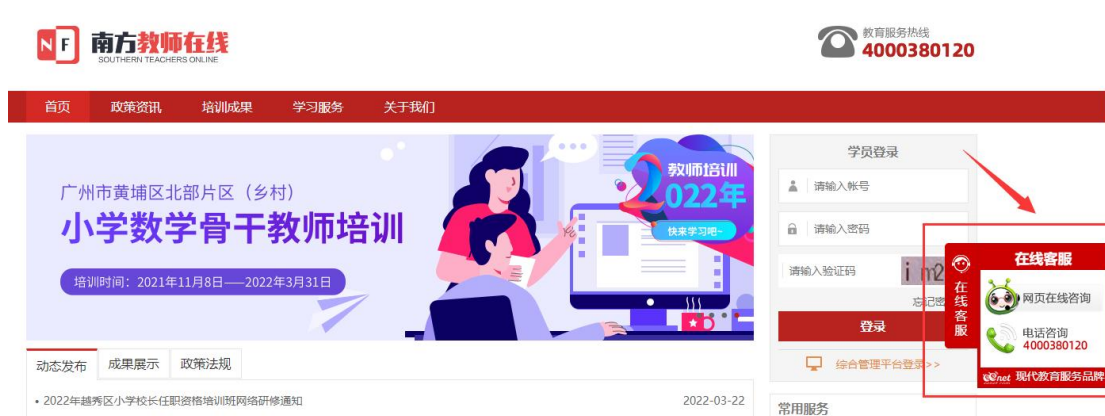 NF 南方教师在线
SOUTHERN TEACHERS ONLINE
教育服务热线
4000380120
首页 政策资讯 培训成果 学习服务 关于我们
广州市黄埔区北部片区（乡村）
小学数学骨干教师培训
培训时间：2021年11月8日——2022年3月31日
教师培训
2022年
快来学习吧~
学员登录
请输入帐号
请输入密码
请输入验证码
忘记密
登录
综合管理平台登录>>
常用服务
在线客服
在线客服
网页在线咨询
电话咨询
4000380120
现代教育服务品牌
动态发布 成果展示 政策法规
• 2022年越秀区小学校长任职资格培训班网络研修通知 2022-03-22